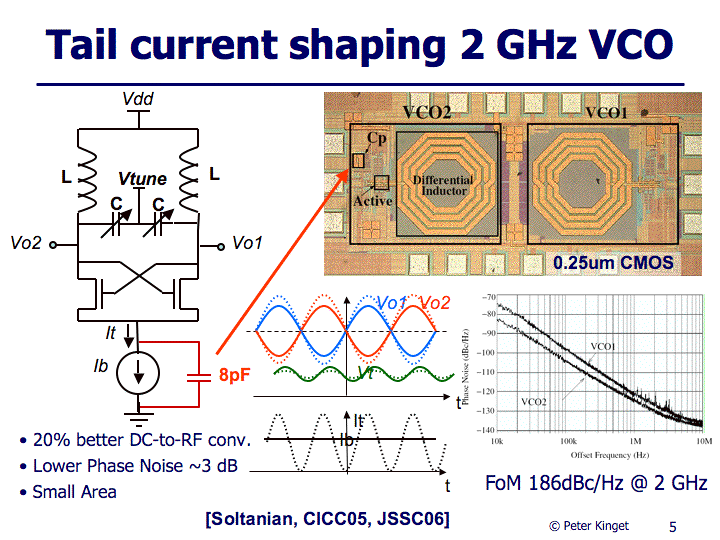 Tail current shaping 2 GHz VCO
Vdd
L
Vtune
L
C
C
Vo2
Vo1
It
Ib
8pF
VCO2
VCO1
Cp
Differential
Inductor
Active
0.25um CMOS
Vo1
Vo2
Vt
t
It
Ib
t
Phase Noise (dBc/Hz)
−70
−80
−90
−100
−110
−120
−130
−140
VCO1
VCO2
10k
100k
1M
10M
Offset Frequency (Hz)
• 20% better DC-to-RF conv.
• Lower Phase Noise ~3 dB
• Small Area
FoM 186dBc/Hz @ 2 GHz
[Soltanian, CICC05, JSSC06]
© Peter Kinget
5